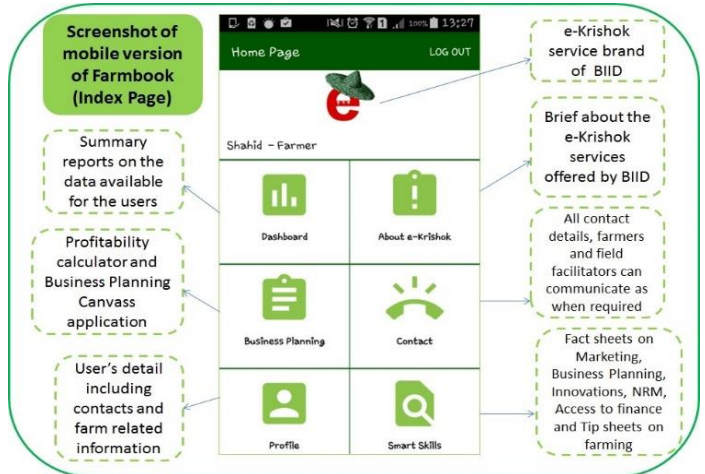 Screenshot of
mobile version
of Farmbook
(Index Page)
100% 13:27
Home Page LOG OUT
e
Shahid - Farmer
Dashboard
About e-Krishok
Business Planning
Contact
Profile
Smart Skills
Summary
reports on the
data available
for the users
Profitability
calculator and
Business Planning
Canvass
application
User's detail
including
contacts and
farm related
information
e-Krishok
service brand
of BIID
Brief about the
e-Krishok
services
offered by BIID
All contact
details, farmers
and field
facilitators can
communicate as
when required
Fact sheets on
Marketing,
Business Planning,
Innovations, NRM,
Access to finance
and Tip sheets on
farming